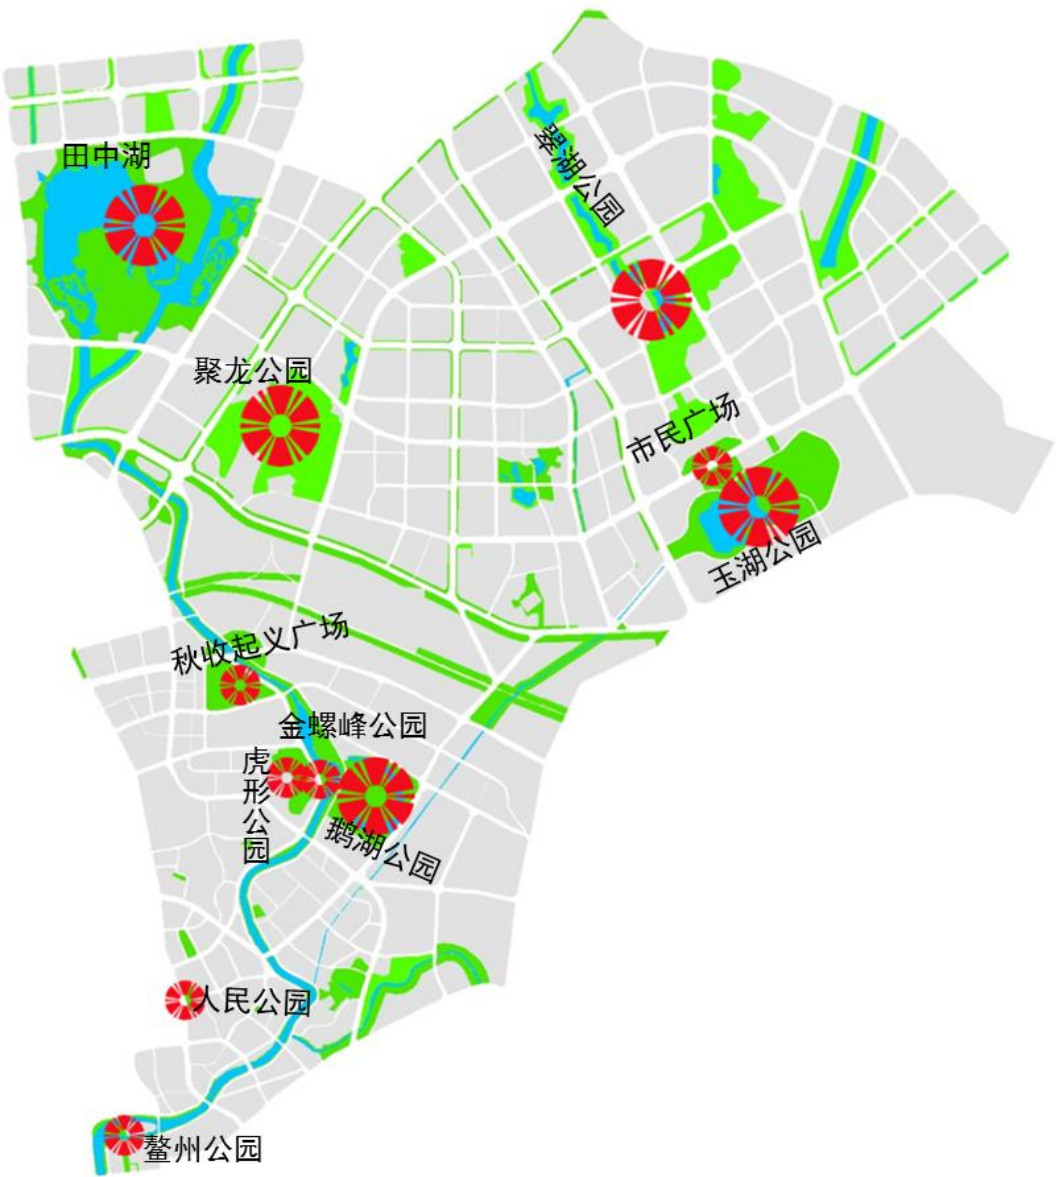 田中湖
翠湖公园
聚龙公园
市民广场
玉湖公园
秋收起义广场
金螺峰公园
虎形公园
鹅湖公园
人民公园
鳌州公园